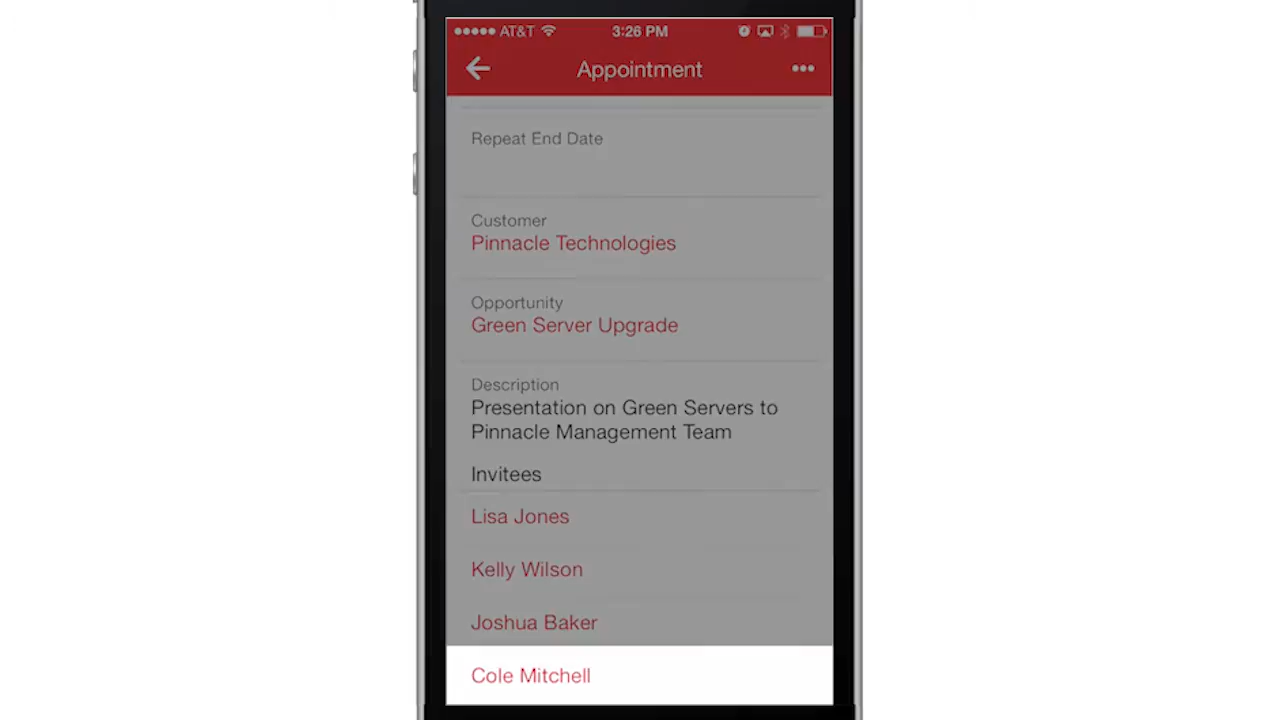 AT&T 3:26 PM
Appointment
Repeat End Date
Customer
Pinnacle Technologies
Opportunity
Green Server Upgrade
Description
Presentation on Green Servers to
Pinnacle Management Team
Invitees
Lisa Jones
Kelly Wilson
Joshua Baker
Cole Mitchell